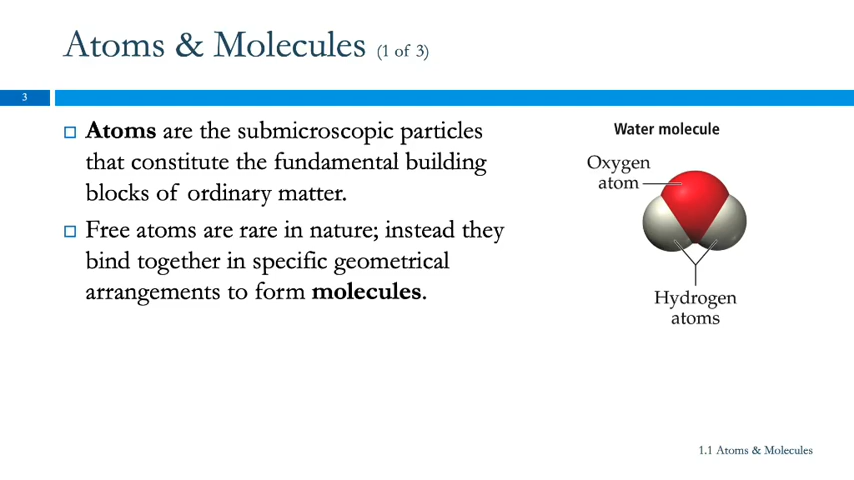 Atoms & Molecules (1 of 3)
3
Atoms are the submicroscopic particles
that constitute the fundamental building
blocks of ordinary matter.
Free atoms are rare in nature; instead they
bind together in specific geometrical
arrangements to form molecules.
Water molecule
Oxygen
atom
Hydrogen
atoms
1.1 Atoms & Molecules